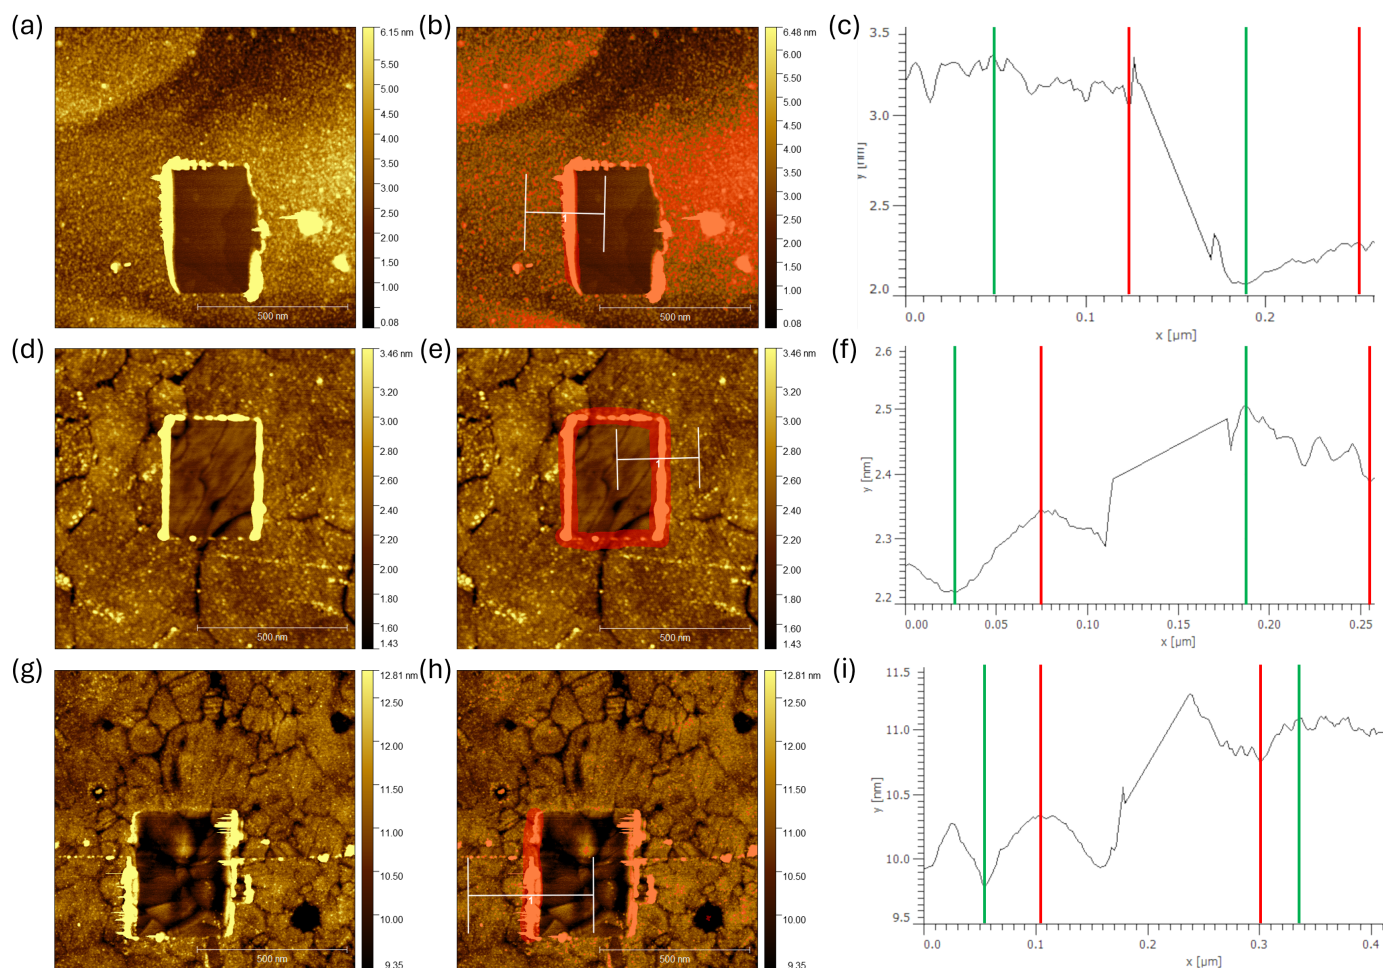 (a)
6.15 nm
5.50
5.00
4.50
4.00
3.50
3.00
2.50
2.00
1.50
1.00
0.08
500 nm
(b)
6.48 nm
5.50
5.00
4.50
4.00
3.50
3.00
2.50
2.00
1.50
1.00
0.08
1
500 nm
(c)
3.5
3.0
2.5
2.0
y [nm]
0.0 0.1 0.2
x [µm]
(d)
3.46 nm
3.20
3.00
2.80
2.60
2.40
2.20
2.00
1.80
1.60
1.43
500 nm
(e)
3.46 nm
3.20
3.00
2.80
2.60
2.40
2.20
2.00
1.80
1.60
1.43
1
500 nm
(f)
2.6
2.5
2.4
2.3
2.2
y [nm]
0.00 0.05 0.10 0.15 0.20 0.25
x [µm]
(g)
12.81 nm
12.50
12.00
11.50
11.00
10.50
10.00
9.35
500 nm
(h)
12.81 nm
12.50
12.00
11.50
11.00
10.50
10.00
9.35
1
500 nm
(i)
11.5
11.0
10.5
10.0
9.5
y [nm]
0.0 0.1 0.2 0.3 0.4
x [µm]